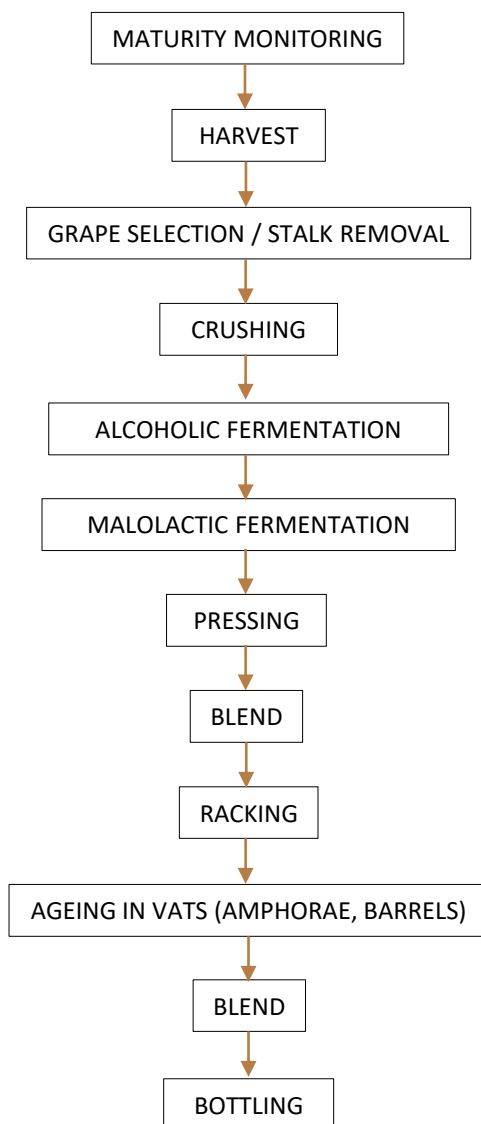 MATURITY MONITORING
HARVEST
GRAPE SELECTION / STALK REMOVAL
CRUSHING
ALCOHOLIC FERMENTATION
MALOLACTIC FERMENTATION
PRESSING
BLEND
RACKING
AGEING IN VATS (AMPHORAE, BARRELS)
BLEND
BOTTLING